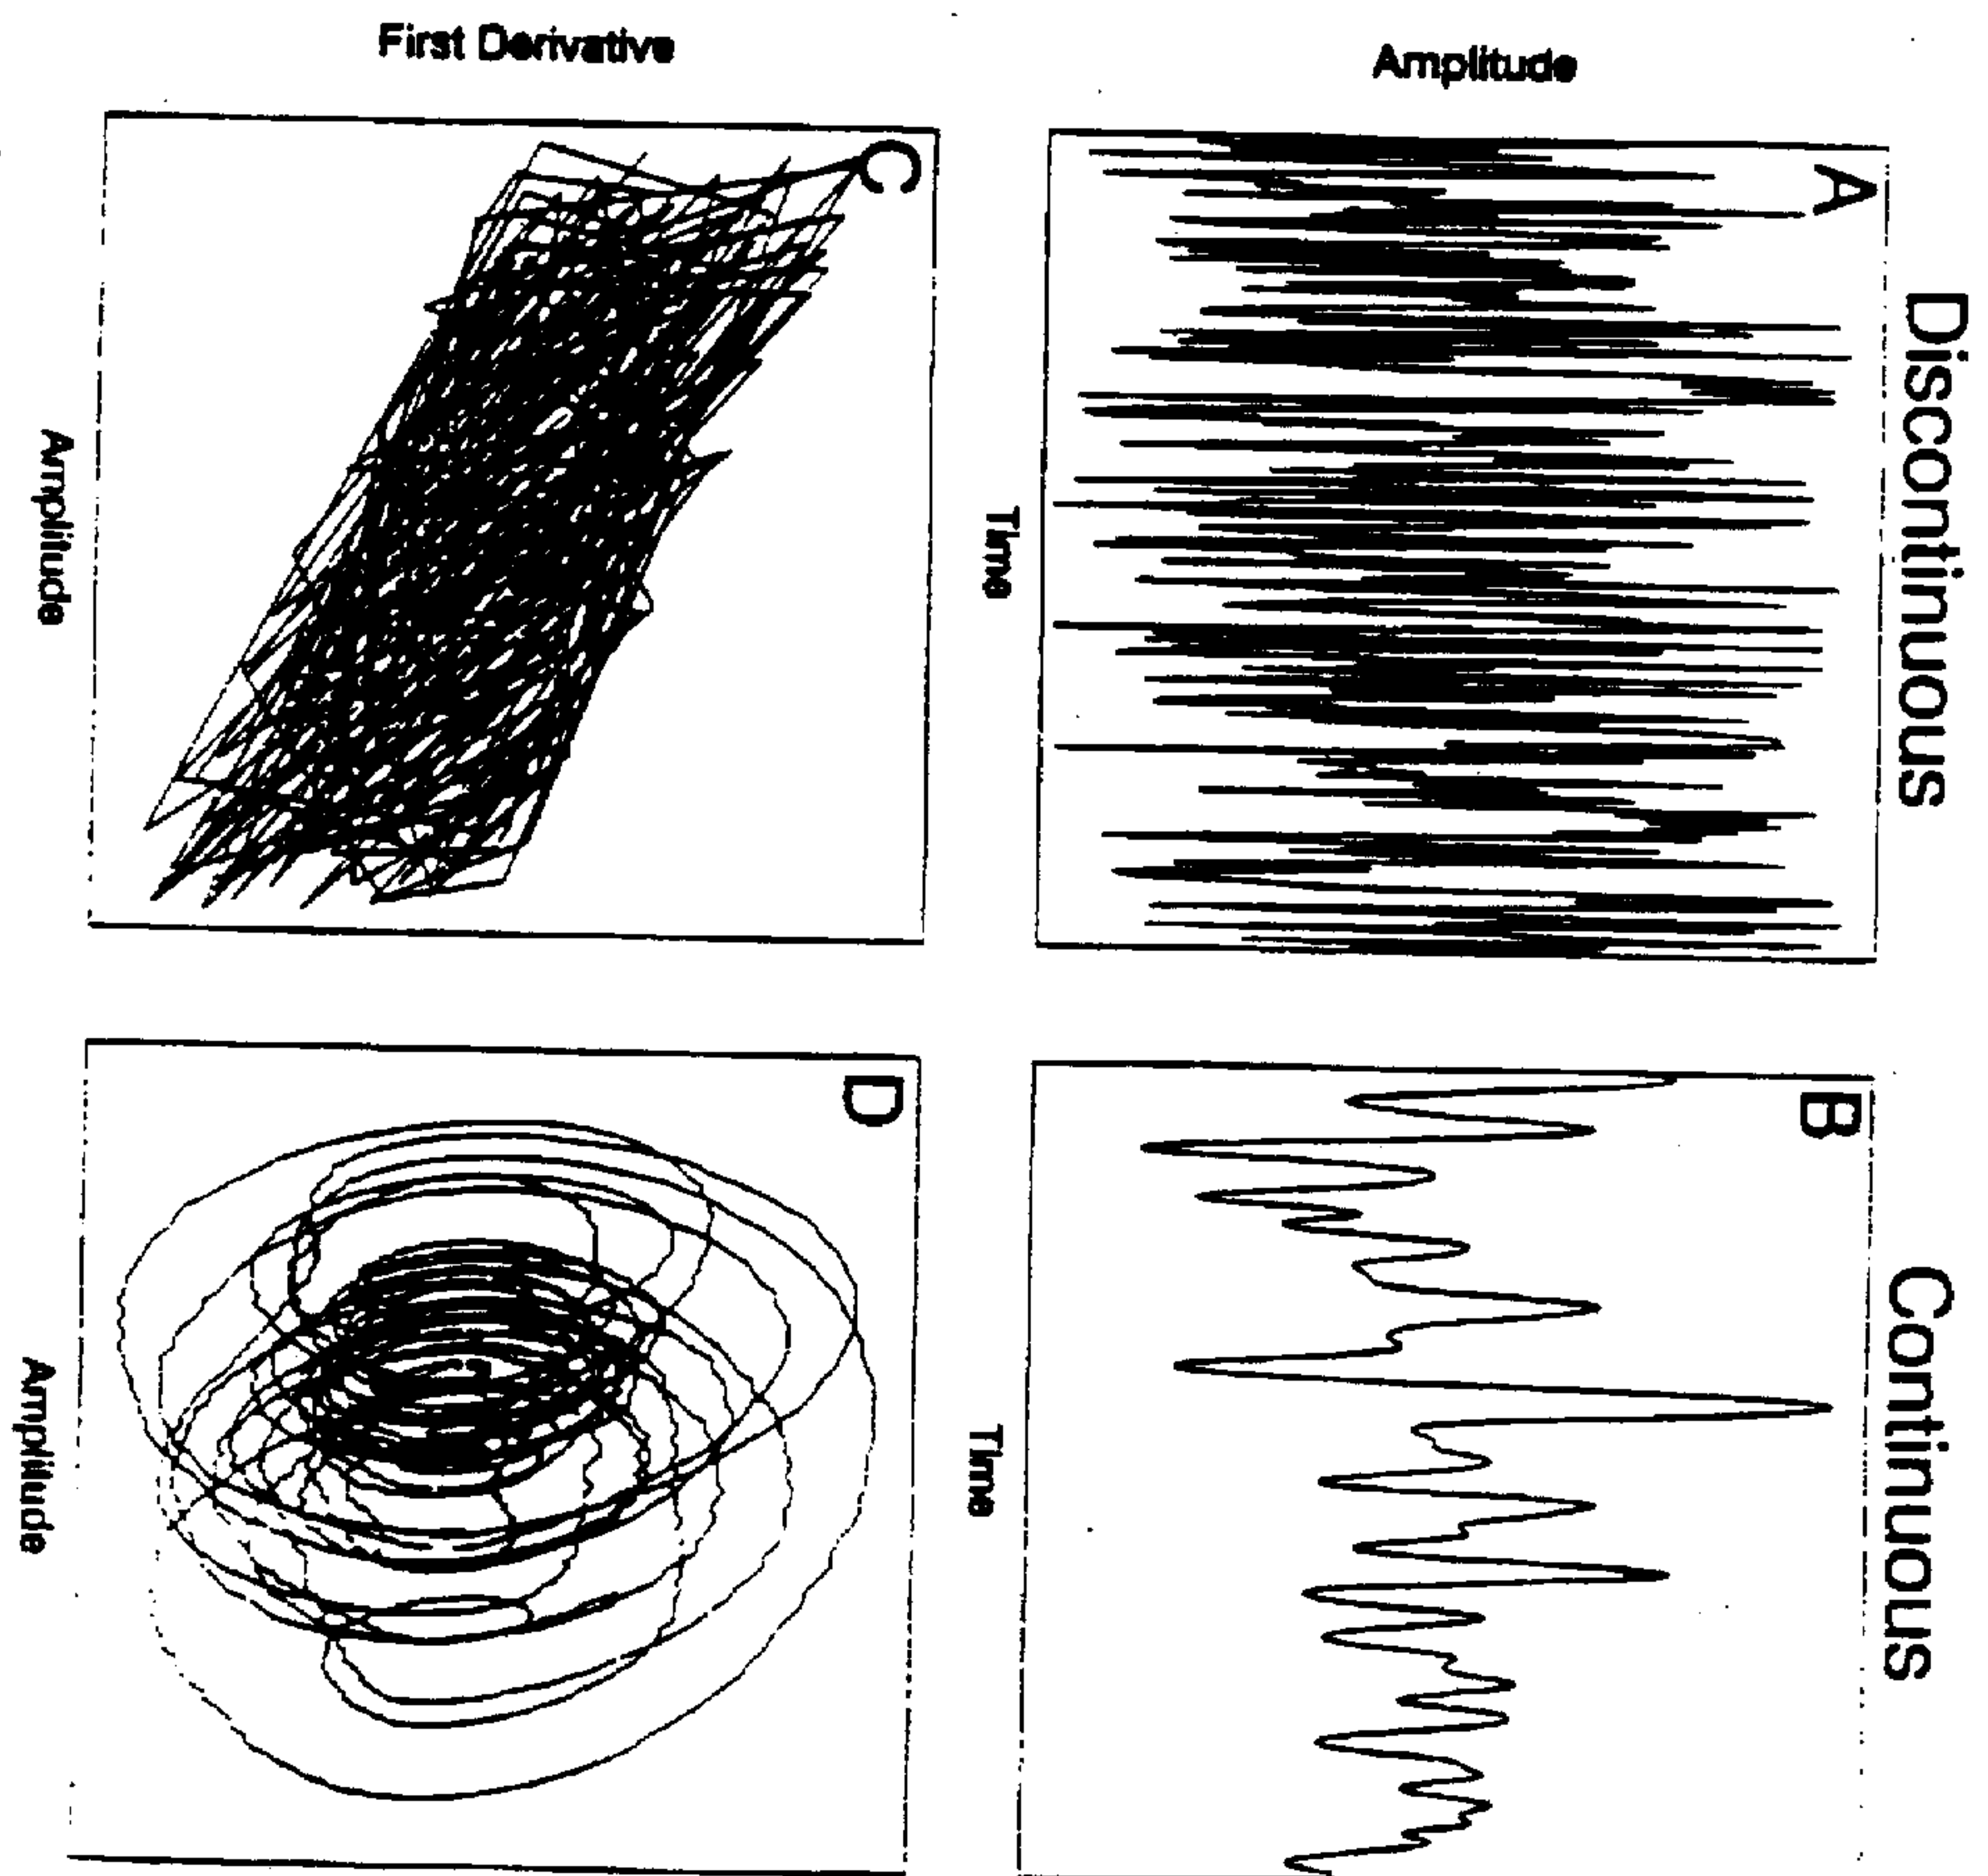 Discontinuous
Continuous
Amplitude
A
B
Time
Time
First Derivative
C
D
Amplitude
Amplitude